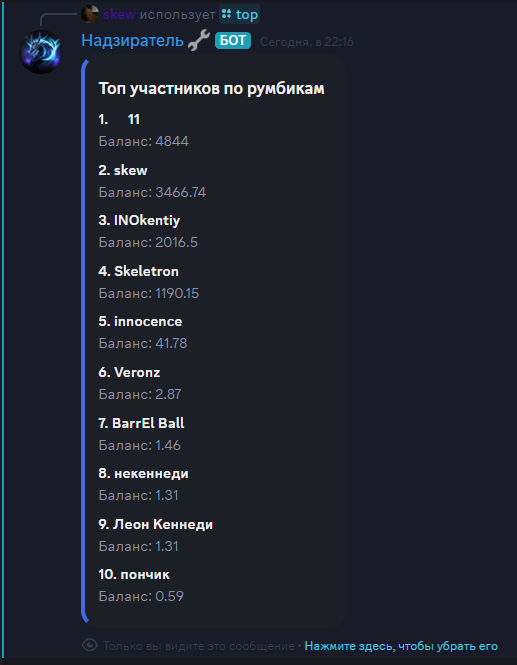 skew использует top
Надзиратель БОТ Сегодня, в 22:16
Топ участников по румбикам
1. 11
Баланс: 4844
2. skew
Баланс: 3466.74
3. INOkentiy
Баланс: 2016.5
4. Skeletron
Баланс: 1190.15
5. innocence
Баланс: 41.78
6. Veronz
Баланс: 2.87
7. BarrEl Ball
Баланс: 1.46
8. некеннеди
Баланс: 1.31
9. Леон Кеннеди
Баланс: 1.31
10. пончик
Баланс: 0.59
Только вы видите это сообщение • Нажмите здесь, чтобы убрать его